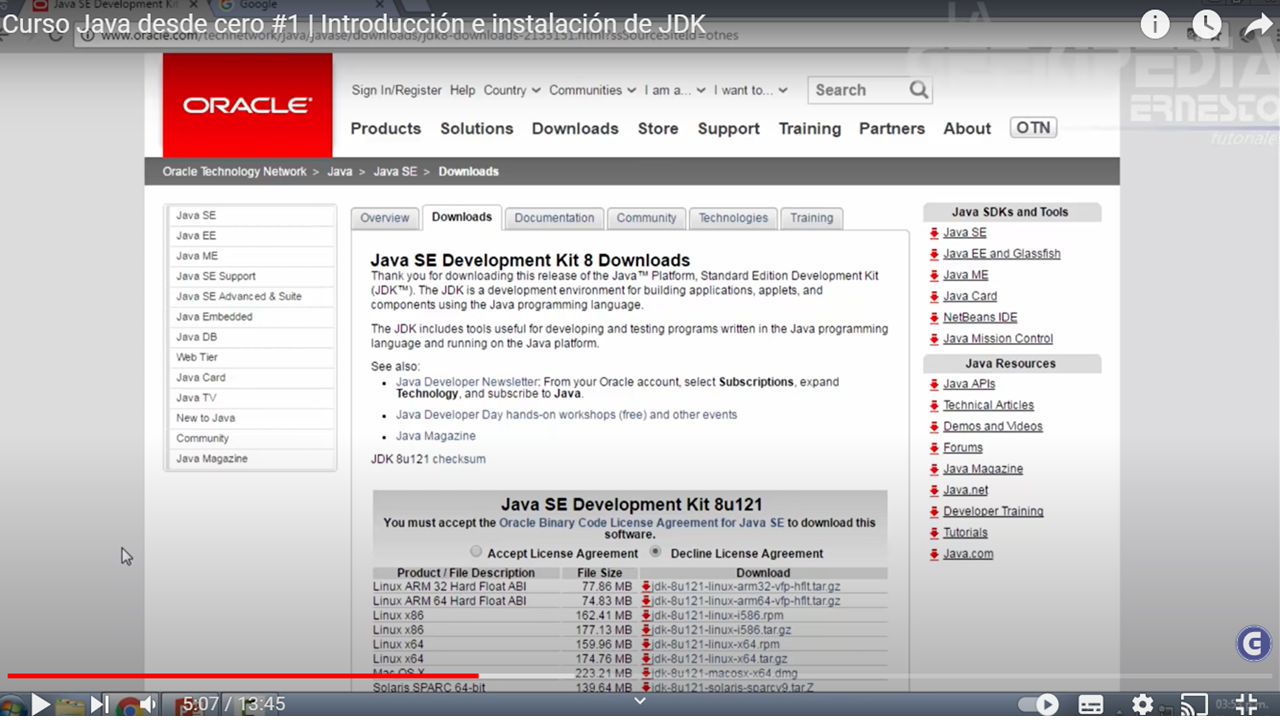 Java SE Development Kit
Google
Curso Java desde cero #1 | Introducción e instalación de JDK
LA
GEEKIPEDIA
ERNESTO
tutoriales
ORACLE
Sign In/Register Help Country Communities I am a... I want to... Search
Products Solutions Downloads Store Support Training Partners About OTN
Oracle Technology Network > Java > Java SE > Downloads
Java SE
Java EE
Java ME
Java SE Support
Java SE Advanced & Suite
Java Embedded
Java DB
Web Tier
Java Card
Java TV
New to Java
Community
Java Magazine
Overview Downloads Documentation Community Technologies Training
Java SE Development Kit 8 Downloads
Thank you for downloading this release of the Java™ Platform, Standard Edition Development Kit
(JDK™). The JDK is a development environment for building applications, applets, and
components using the Java programming language.
The JDK includes tools useful for developing and testing programs written in the Java programming
language and running on the Java platform.
See also:
• Java Developer Newsletter: From your Oracle account, select Subscriptions, expand
Technology, and subscribe to Java.
• Java Developer Day hands-on workshops (free) and other events
• Java Magazine
JDK 8u121 checksum
Java SE Development Kit 8u121
You must accept the Oracle Binary Code License Agreement for Java SE to download this
software.
Accept License Agreement Decline License Agreement
Product / File Description File Size Download
Linux ARM 32 Hard Float ABI 77.86 MB jdk-8u121-linux-arm32-vfp-hflt.tar.gz
Linux ARM 64 Hard Float ABI 74.83 MB jdk-8u121-linux-arm64-vfp-hflt.tar.gz
Linux x86 162.41 MB jdk-8u121-linux-i586.rpm
Linux x86 177.13 MB jdk-8u121-linux-i586.tar.gz
Linux x64 159.96 MB jdk-8u121-linux-x64.rpm
Linux x64 174.76 MB jdk-8u121-linux-x64.tar.gz
Mac OS X 223.21 MB jdk-8u121-macosx-x64.dmg
Solaris SPARC 64-bit 139.64 MB jdk-8u121-solaris-sparcv9.tar.Z
Java SDKs and Tools
Java SE
Java EE and Glassfish
Java ME
Java Card
NetBeans IDE
Java Mission Control
Java Resources
Java APIs
Technical Articles
Demos and Videos
Forums
Java Magazine
Java.net
Developer Training
Tutorials
Java.com
G
5:07 / 13:45